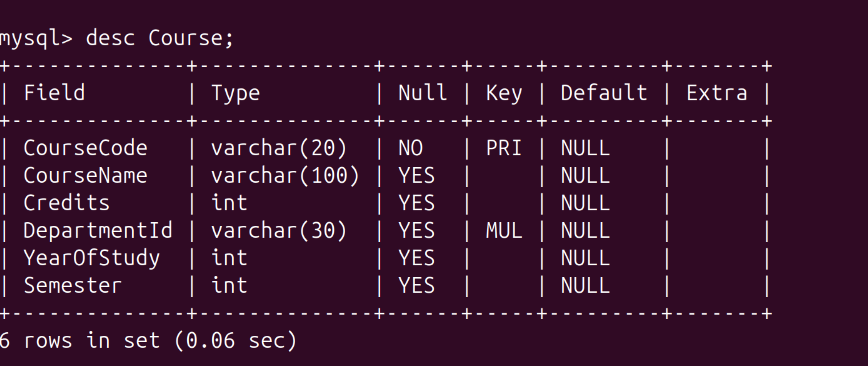 mysql> desc Course;
+--------------+--------------+------+-----+---------+-------+
| Field        | Type         | Null | Key | Default | Extra |
+--------------+--------------+------+-----+---------+-------+
| CourseCode   | varchar(20)  | NO   | PRI | NULL    |       |
| CourseName   | varchar(100) | YES  |     | NULL    |       |
| Credits      | int          | YES  |     | NULL    |       |
| DepartmentId | varchar(30)  | YES  | MUL | NULL    |       |
| YearOfStudy  | int          | YES  |     | NULL    |       |
| Semester     | int          | YES  |     | NULL    |       |
+--------------+--------------+------+-----+---------+-------+
6 rows in set (0.06 sec)